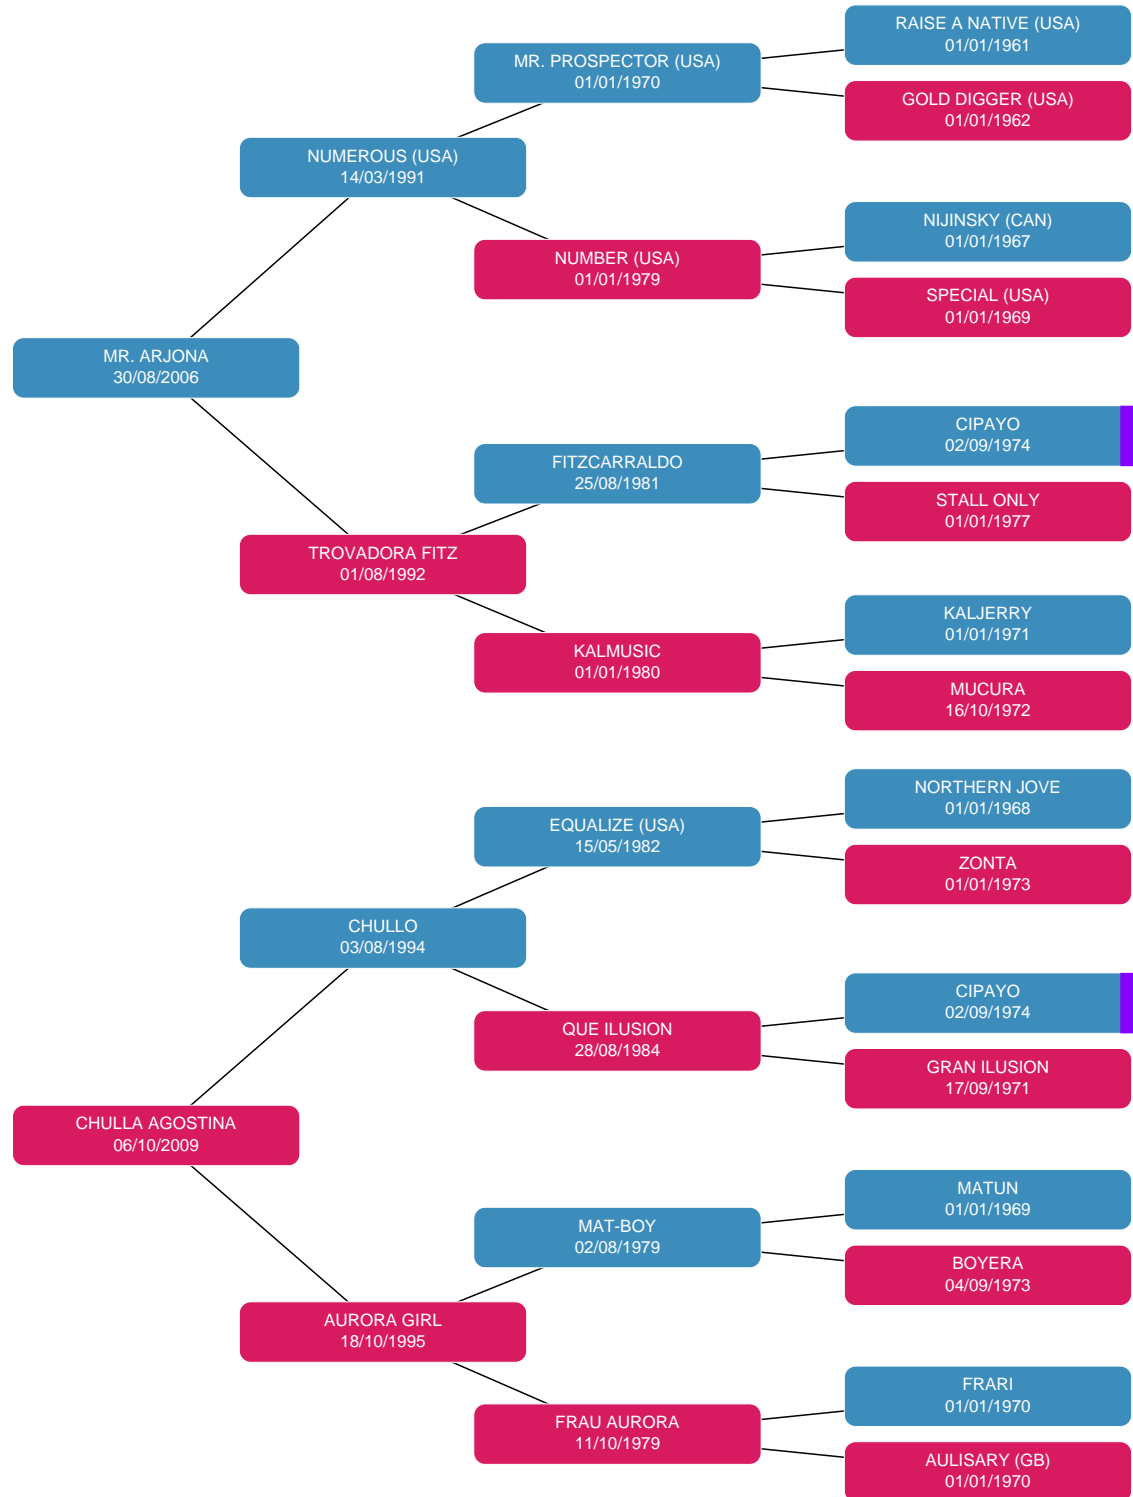 RAISE A NATIVE (USA)
01/01/1961
MR. PROSPECTOR (USA)
01/01/1970
GOLD DIGGER (USA)
01/01/1962
NUMEROUS (USA)
14/03/1991
NIJINSKY (CAN)
01/01/1967
NUMBER (USA)
01/01/1979
SPECIAL (USA)
01/01/1969
MR. ARJONA
30/08/2006
CIPAYO
02/09/1974
FITZCARRALDO
25/08/1981
STALL ONLY
01/01/1977
TROVADORA FITZ
01/08/1992
KALJERRY
01/01/1971
KALMUSIC
01/01/1980
MUCURA
16/10/1972
NORTHERN JOVE
01/01/1968
EQUALIZE (USA)
15/05/1982
ZONTA
01/01/1973
CHULLO
03/08/1994
CIPAYO
02/09/1974
QUE ILUSION
28/08/1984
GRAN ILUSION
17/09/1971
CHULLA AGOSTINA
06/10/2009
MATUN
01/01/1969
MAT-BOY
02/08/1979
BOYERA
04/09/1973
AURORA GIRL
18/10/1995
FRARI
01/01/1970
FRAU AURORA
11/10/1979
AULISARY (GB)
01/01/1970